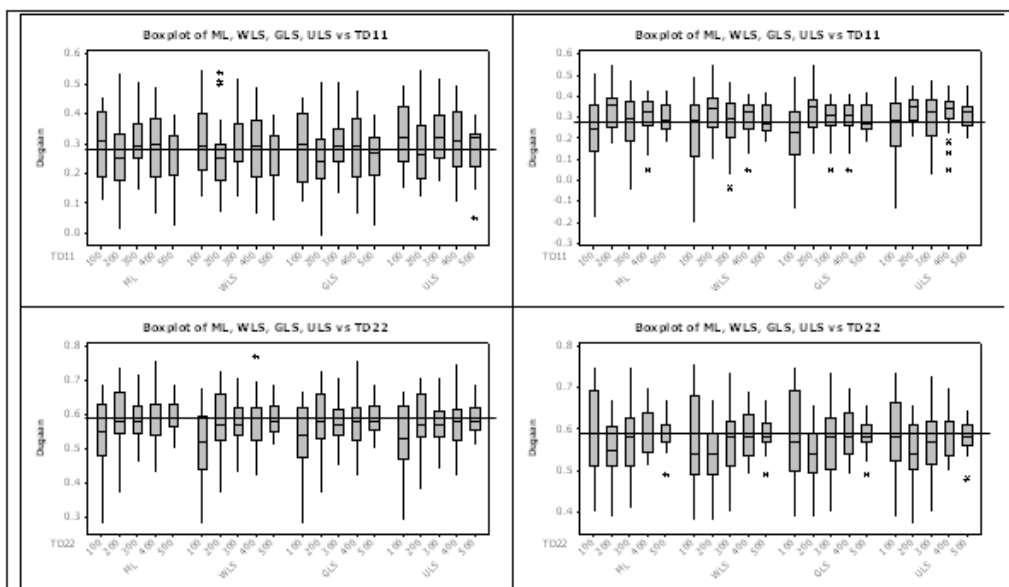 Boxplot of ML, WLS, GLS, ULS vs TD11
0.6
0.5
0.4
0.3
0.2
0.1
0.0
Dugaan
TD11
100 200 300 400 500 100 200 300 400 500 100 200 300 400 500 100 200 300 400 500
ML WLS GLS ULS
Boxplot of ML, WLS, GLS, ULS vs TD11
0.6
0.5
0.4
0.3
0.2
0.1
0.0
-0.1
-0.2
-0.3
Dugaan
TD11
100 200 300 400 500 100 200 300 400 500 100 200 300 400 500 100 200 300 400 500
ML WLS GLS ULS
Boxplot of ML, WLS, GLS, ULS vs TD22
0.8
0.7
0.6
0.5
0.4
0.3
Dugaan
TD22
100 200 300 400 500 100 200 300 400 500 100 200 300 400 500 100 200 300 400 500
ML WLS GLS ULS
Boxplot of ML, WLS, GLS, ULS vs TD22
0.8
0.7
0.6
0.5
0.4
Dugaan
TD22
100 200 300 400 500 100 200 300 400 500 100 200 300 400 500 100 200 300 400 500
ML WLS GLS ULS